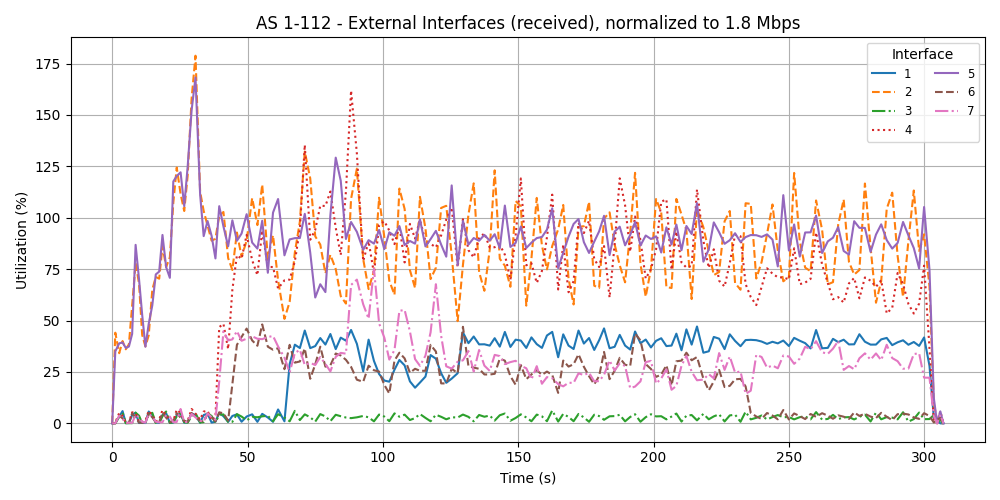 AS 1-112 - External Interfaces (received), normalized to 1.8 Mbps
Utilization (%)
175
150
125
100
75
50
25
0
0 50 100 150 200 250 300
Time (s)
Interface
1 5
2 6
3 7
4